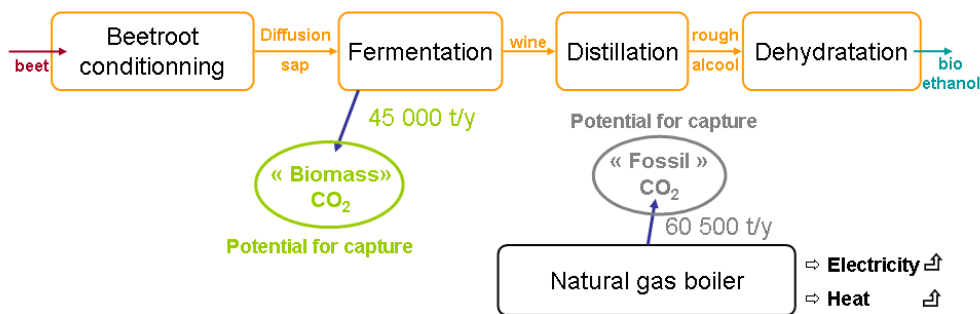 beet
Beetroot
conditionning
Diffusion
sap
Fermentation
wine
Distillation
rough
alcool
Dehydratation
bio
ethanol
45 000 t/y
« Biomass»
CO₂
Potential for capture
Potential for capture
« Fossil »
CO₂
60 500 t/y
Natural gas boiler
⇨ Electricity
⇨ Heat